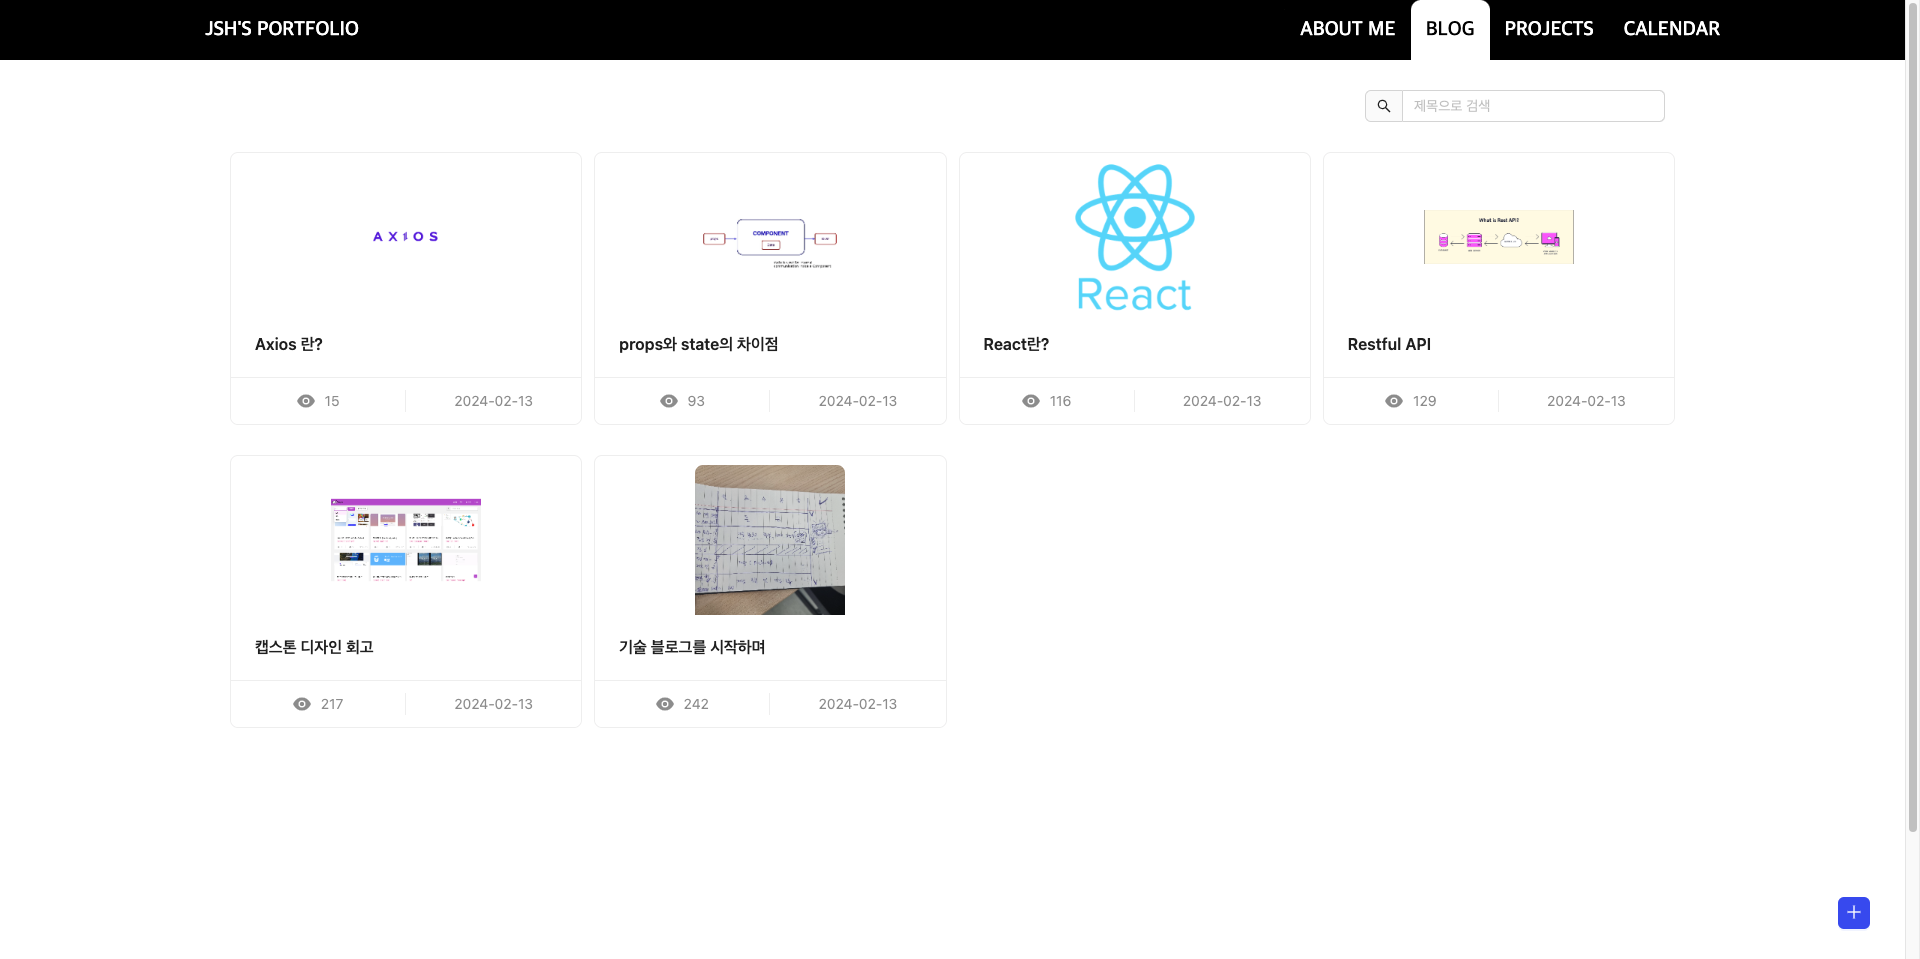 JSH'S PORTFOLIO
ABOUT ME
BLOG
PROJECTS
CALENDAR
제목으로 검색
AXIOS
Axios 란?
15
2024-02-13
COMPONENT
props와 state의 차이점
93
2024-02-13
React
React란?
116
2024-02-13
What is Rest API?
Restful API
129
2024-02-13
캡스톤 디자인 회고
217
2024-02-13
기술 블로그를 시작하며
242
2024-02-13